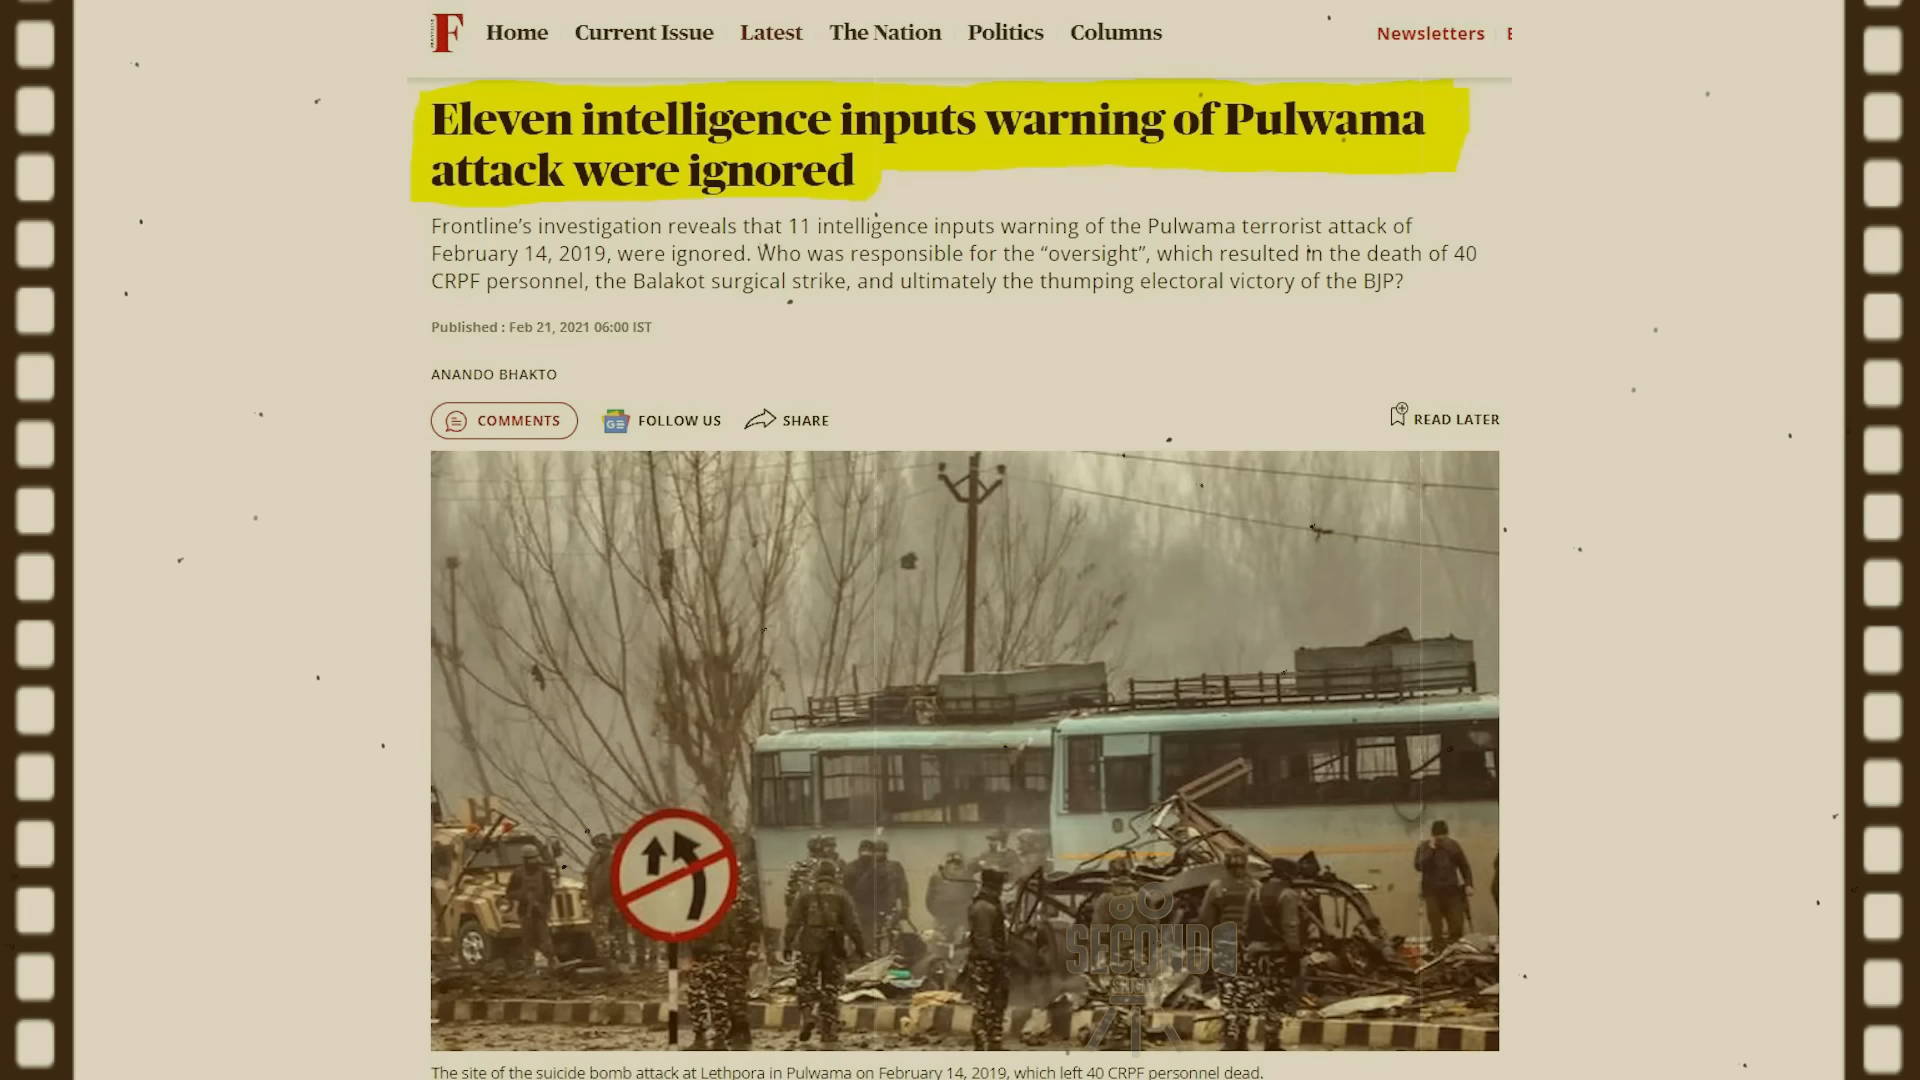 F Home Current Issue Latest The Nation Politics Columns Newsletters
Eleven intelligence inputs warning of Pulwama
attack were ignored
Frontline’s investigation reveals that 11 intelligence inputs warning of the Pulwama terrorist attack of
February 14, 2019, were ignored. Who was responsible for the “oversight”, which resulted in the death of 40
CRPF personnel, the Balakot surgical strike, and ultimately the thumping electoral victory of the BJP?
Published : Feb 21, 2021 06:00 IST
ANANDO BHAKTO
COMMENTS GE FOLLOW US SHARE READ LATER
SECOND
The site of the suicide bomb attack at Lethpora in Pulwama on February 14, 2019, which left 40 CRPF personnel dead.